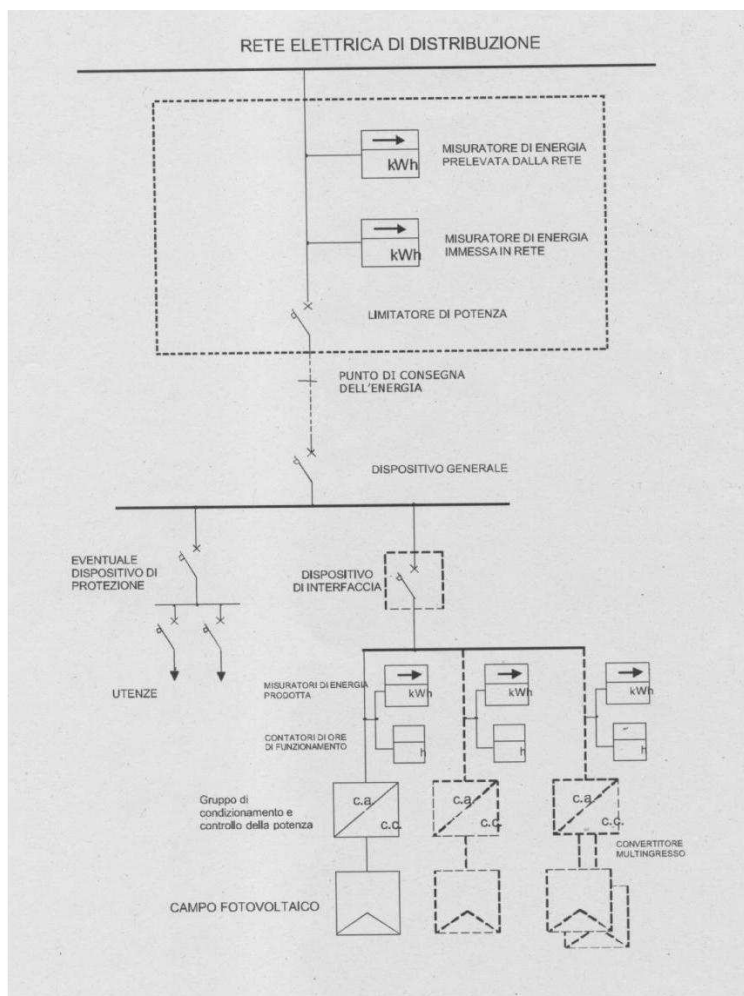 RETE ELETTRICA DI DISTRIBUZIONE
kWh
MISURATORE DI ENERGIA
PRELEVATA DALLA RETE
kWh
MISURATORE DI ENERGIA
IMMESSA IN RETE
LIMITATORE DI POTENZA
PUNTO DI CONSEGNA
DELL'ENERGIA
DISPOSITIVO GENERALE
EVENTUALE
DISPOSITIVO DI
PROTEZIONE
DISPOSITIVO
DI INTERFACCIA
UTENZE
MISURATORI DI ENERGIA
PRODOTTA
kWh
kWh
kWh
CONTATORI DI ORE
DI FUNZIONAMENTO
h
h
h
Gruppo di
condizionamento e
controllo della potenza
c.a.
c.c.
c.a.
c.c.
c.a.
c.c.
CONVERTITORE
MULTINGRESSO
CAMPO FOTOVOLTAICO